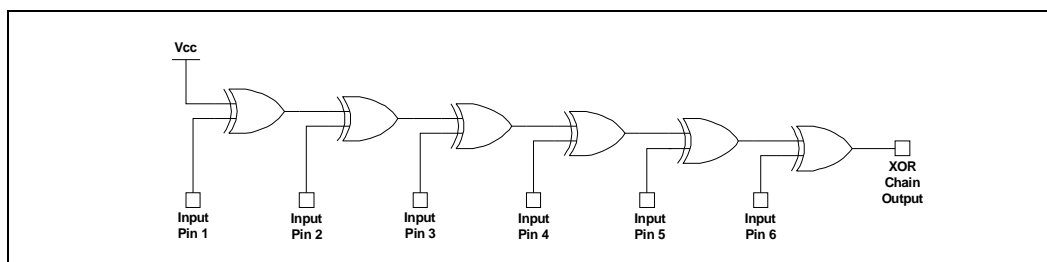 Vcc
XOR
Chain
Output
Input
Pin 1
Input
Pin 2
Input
Pin 3
Input
Pin 4
Input
Pin 5
Input
Pin 6